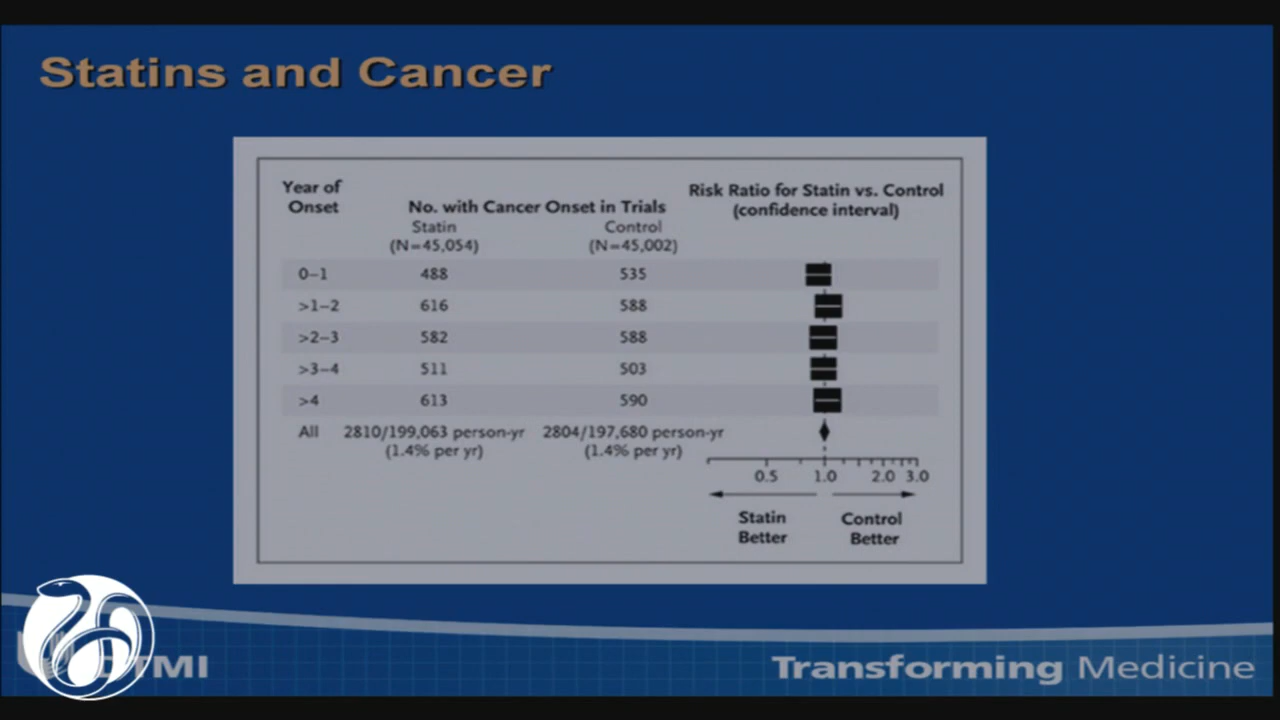 Statins and Cancer
Year of Onset
No. with Cancer Onset in Trials
Risk Ratio for Statin vs. Control
(confidence interval)
Statin (N=45,054)
Control (N=45,002)
0–1 488 535
>1–2 616 588
>2–3 582 588
>3–4 511 503
>4 613 590
All 2810/199,063 person-yr 2804/197,680 person-yr
(1.4% per yr) (1.4% per yr)
0.5 1.0 2.0 3.0
Statin Better
Control Better
Transforming Medicine